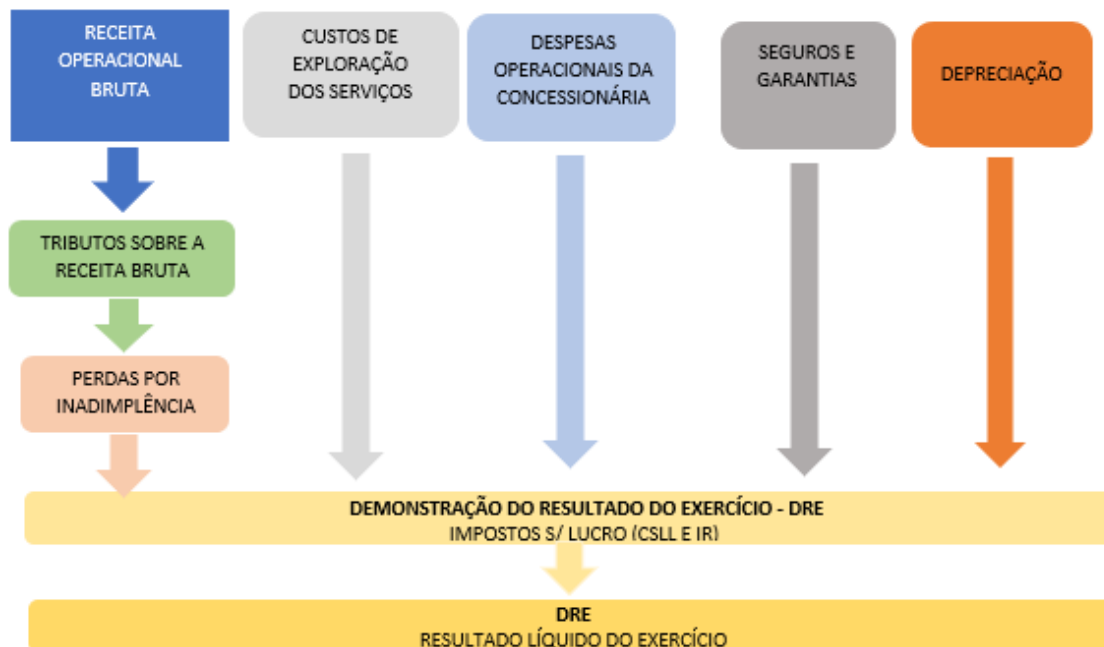 RECEITA
OPERACIONAL
BRUTA
CUSTOS DE
EXPLORAÇÃO
DOS SERVIÇOS
DESPESAS
OPERACIONAIS DA
CONCESSIONÁRIA
SEGUROS E
GARANTIAS
DEPRECIAÇÃO
TRIBUTOS SOBRE A
RECEITA BRUTA
PERDAS POR
INADIMPLÊNCIA
DEMONSTRAÇÃO DO RESULTADO DO EXERCÍCIO - DRE
IMPOSTOS S/ LUCRO (CSLL E IR)
DRE
RESULTADO LÍQUIDO DO EXERCÍCIO